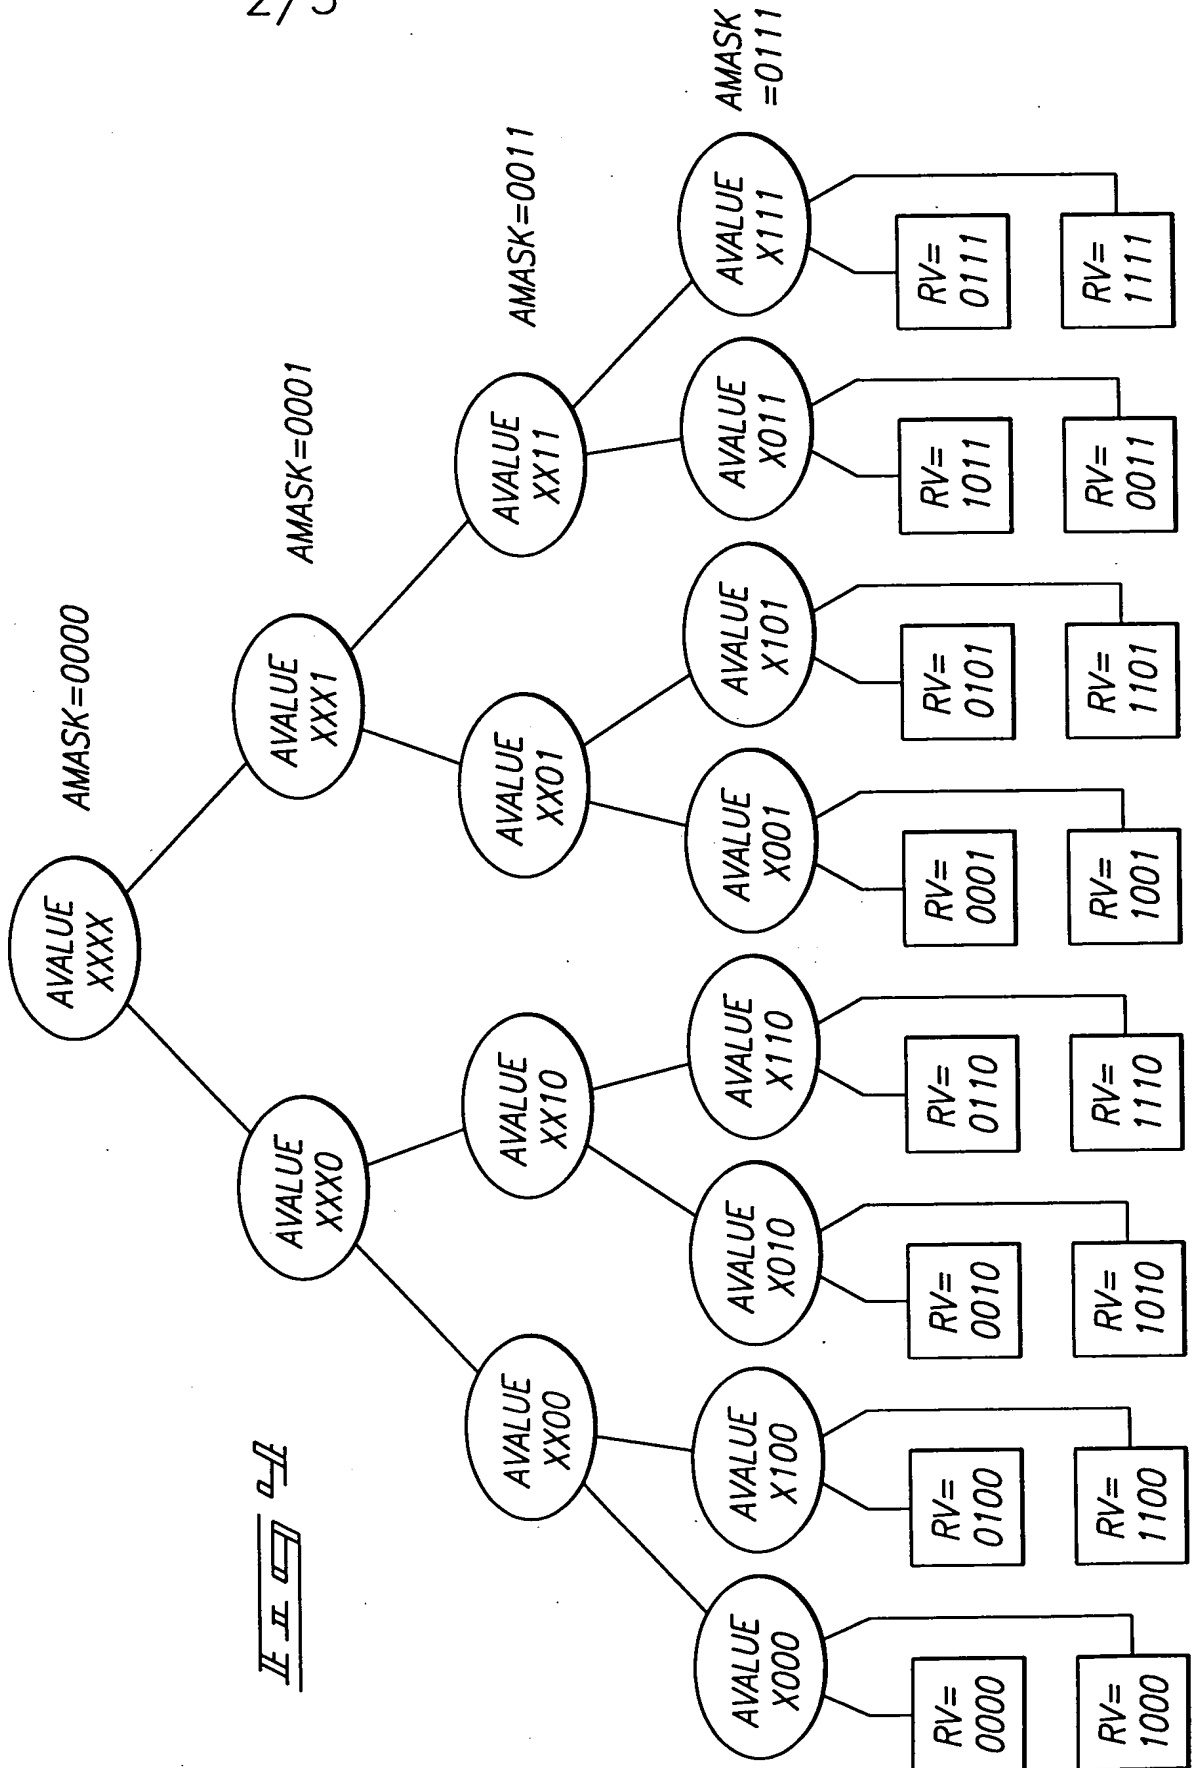 2/5
Fig 4
AVALUE
XXXX
AMASK=0000
AVALUE
XXX0
AVALUE
XXX1
AMASK=0001
AVALUE
XX00
AVALUE
XX10
AVALUE
XX01
AVALUE
XX11
AMASK=0011
AVALUE
X000
AVALUE
X100
AVALUE
X010
AVALUE
X110
AVALUE
X001
AVALUE
X101
AVALUE
X011
AVALUE
X111
AMASK
=0111
RV=
0000
RV=
0100
RV=
0010
RV=
0110
RV=
0001
RV=
0101
RV=
1011
RV=
0111
RV=
1000
RV=
1100
RV=
1010
RV=
1110
RV=
1001
RV=
1101
RV=
0011
RV=
1111